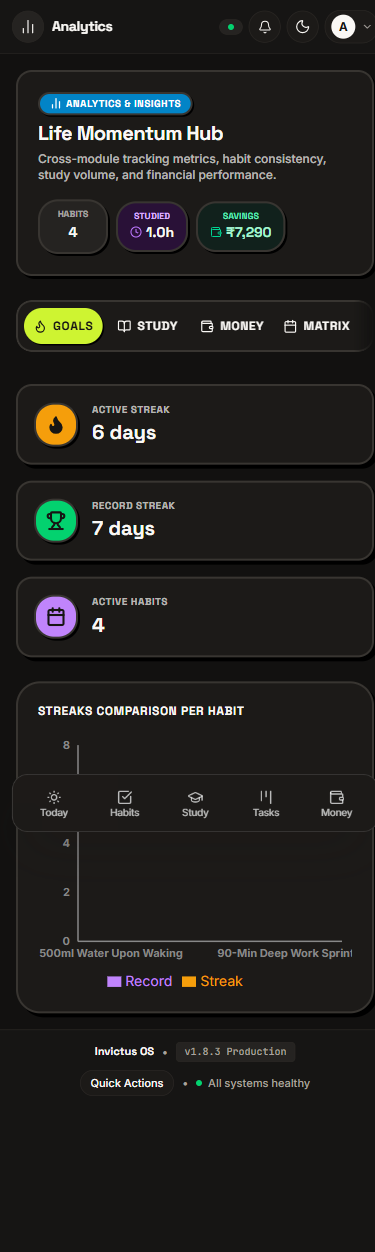 Analytics
A
ANALYTICS & INSIGHTS
Life Momentum Hub
Cross-module tracking metrics, habit consistency,
study volume, and financial performance.
HABITS
4
STUDIED
1.0h
SAVINGS
₹7,290
GOALS
STUDY
MONEY
MATRIX
ACTIVE STREAK
6 days
RECORD STREAK
7 days
ACTIVE HABITS
4
STREAKS COMPARISON PER HABIT
8
Today
Habits
Study
Tasks
Money
4
2
0
500ml Water Upon Waking
90-Min Deep Work Sprint
Record
Streak
Invictus OS • v1.8.3 Production
Quick Actions • All systems healthy